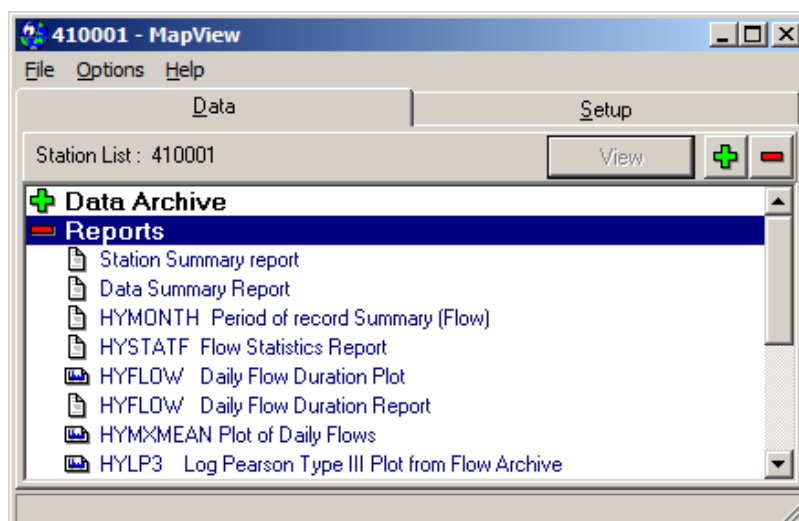 410001 - MapView
File Options Help
Data Setup
Station List : 410001 View
Data Archive
Reports
Station Summary report
Data Summary Report
HYMONTH Period of record Summary (Flow)
HYSTATF Flow Statistics Report
HYFLOW Daily Flow Duration Plot
HYFLOW Daily Flow Duration Report
HYMXMEAN Plot of Daily Flows
HYLP3 Log Pearson Type III Plot from Flow Archive